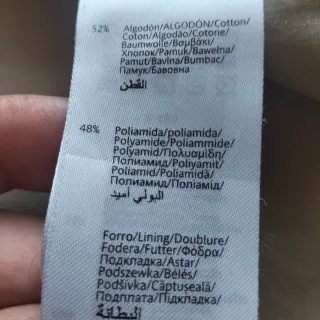 52% Algodón/ALGODÓN/Cotton/
Coton/Algodão/Cotone/
Baumwolle/Βαμβάκι/
Хлопок/Pamuk/Bawełna/
Pamut/Bavlna/Bumbac/
Памук/Бавовна
القطن
48% Poliamida/poliamida/
Polyamide/Poliammide/
Polyamid/Πολυαμίδη/
Полиамид/Poliyamit/
Poliamid/Poliamidă/
Полиамид/Поліамід/
البولي أميد
Forro/Lining/Doublure/
Fodera/Futter/Φόδρα/
Подкладка/Astar/
Podszewka/Bélés/
Podšívka/Căptuşeală/
Подплата/Підкладка/
البطانة